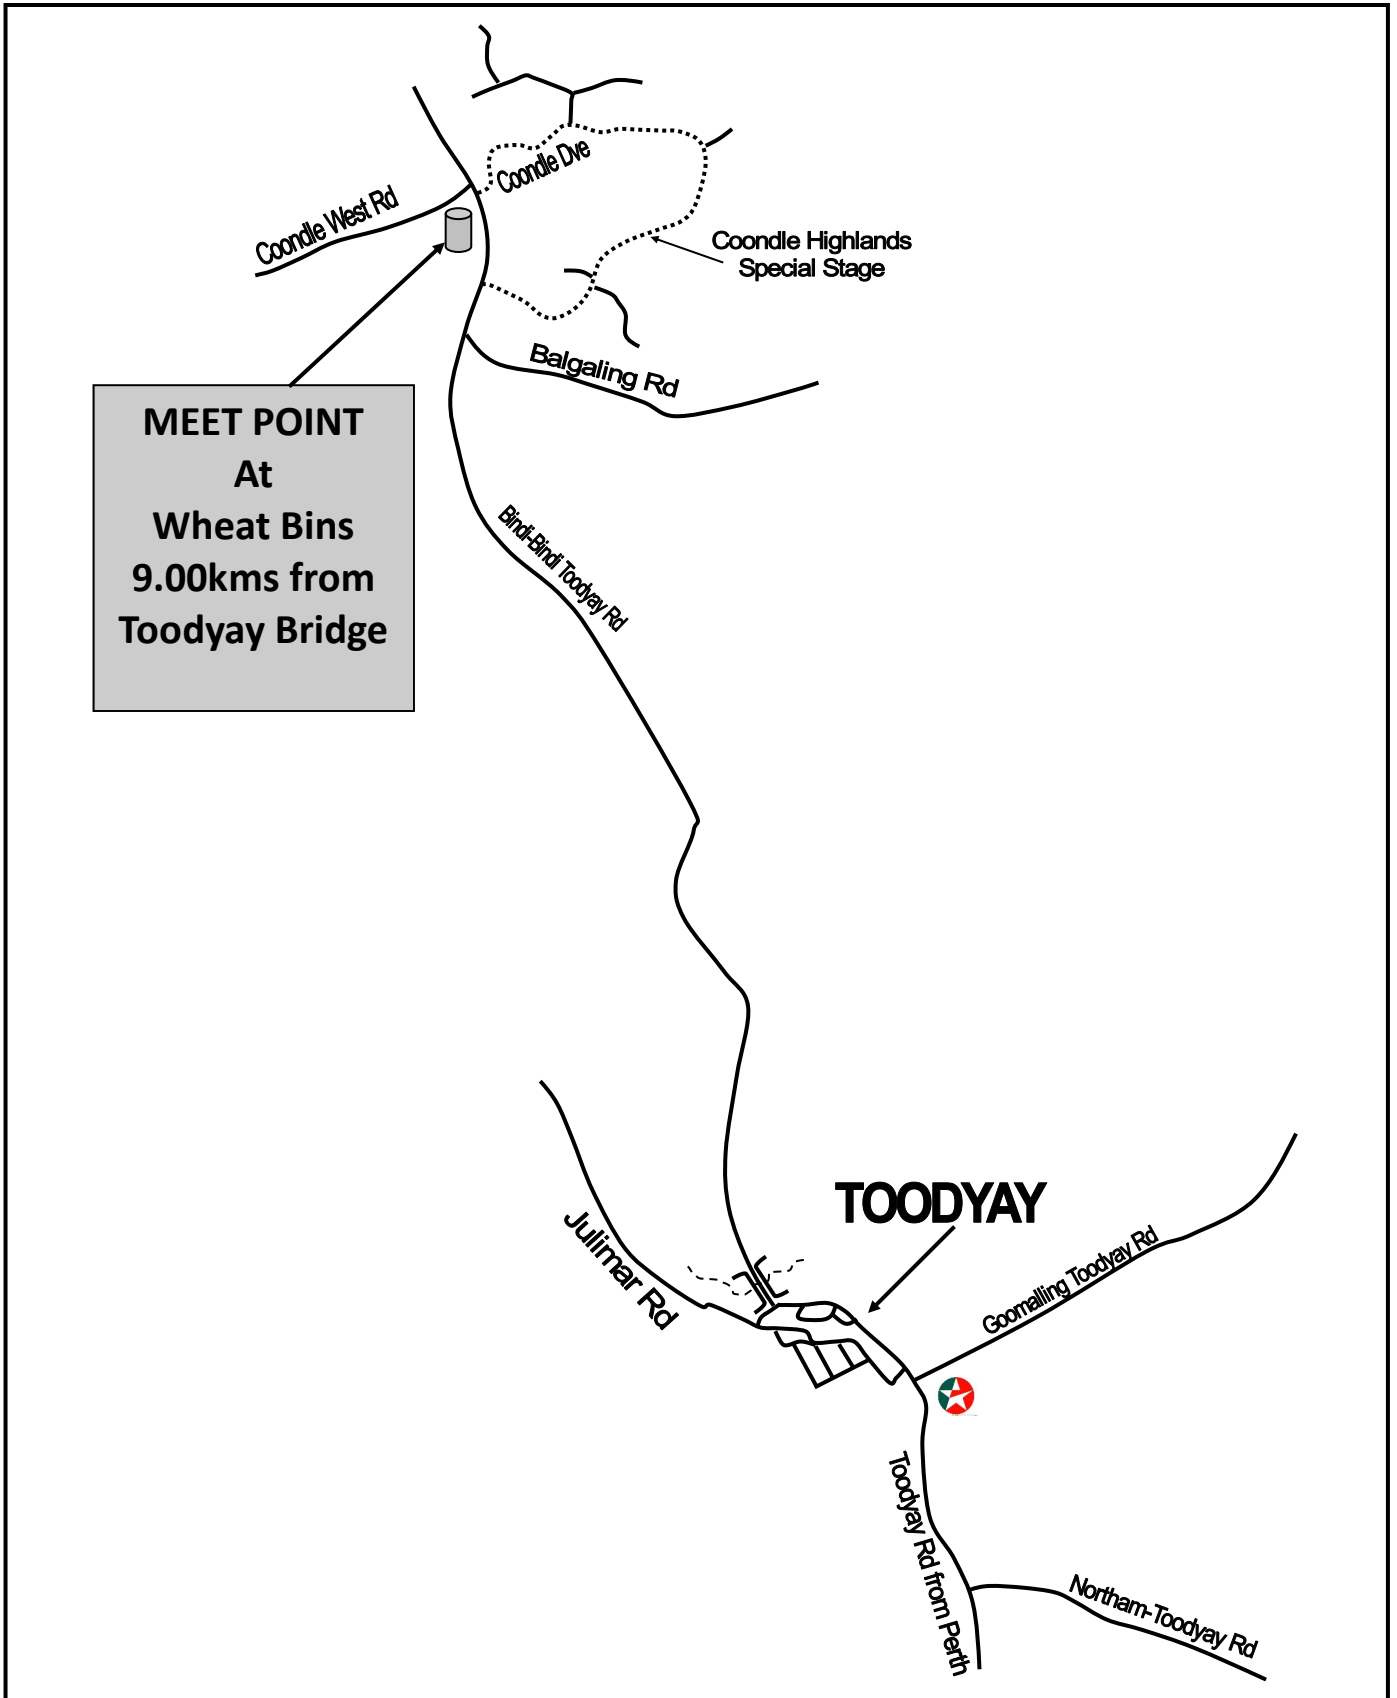 Coondle Dve
Coondle West Rd
Coondle Highlands
Special Stage
Balgaling Rd
MEET POINT
At
Wheat Bins
9.00kms from
Toodyay Bridge
Bindi-Bindi Toodyay Rd
TOODYAY
Julimar Rd
Goomalling Toodyay Rd
Toodyay Rd from Perth
Northam-Toodyay Rd